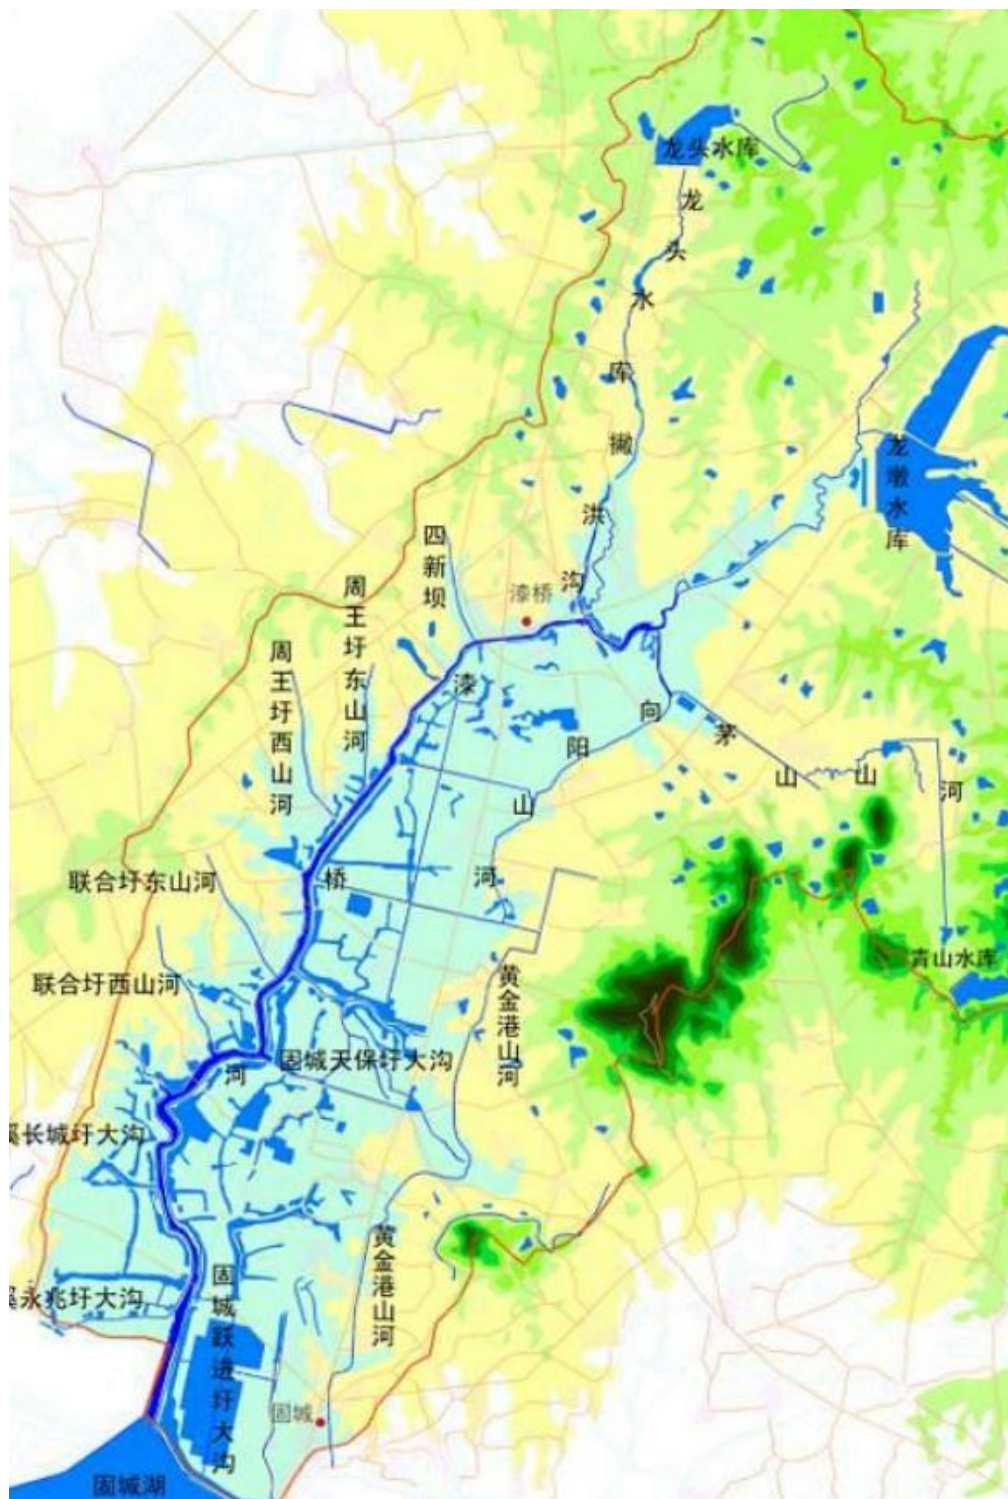 龙头水库
龙头水库撇洪沟
龙墩水库
四新坝
漆桥
周王圩东山河
周王圩西山河
漆桥河
向阳山河
茅山山河
联合圩东山河
联合圩西山河
黄金港山河
青山水库
固城天保圩大沟
溪长城圩大沟
黄金港山河
溪永兆圩大沟
固城跃进圩大沟
固城
固城湖